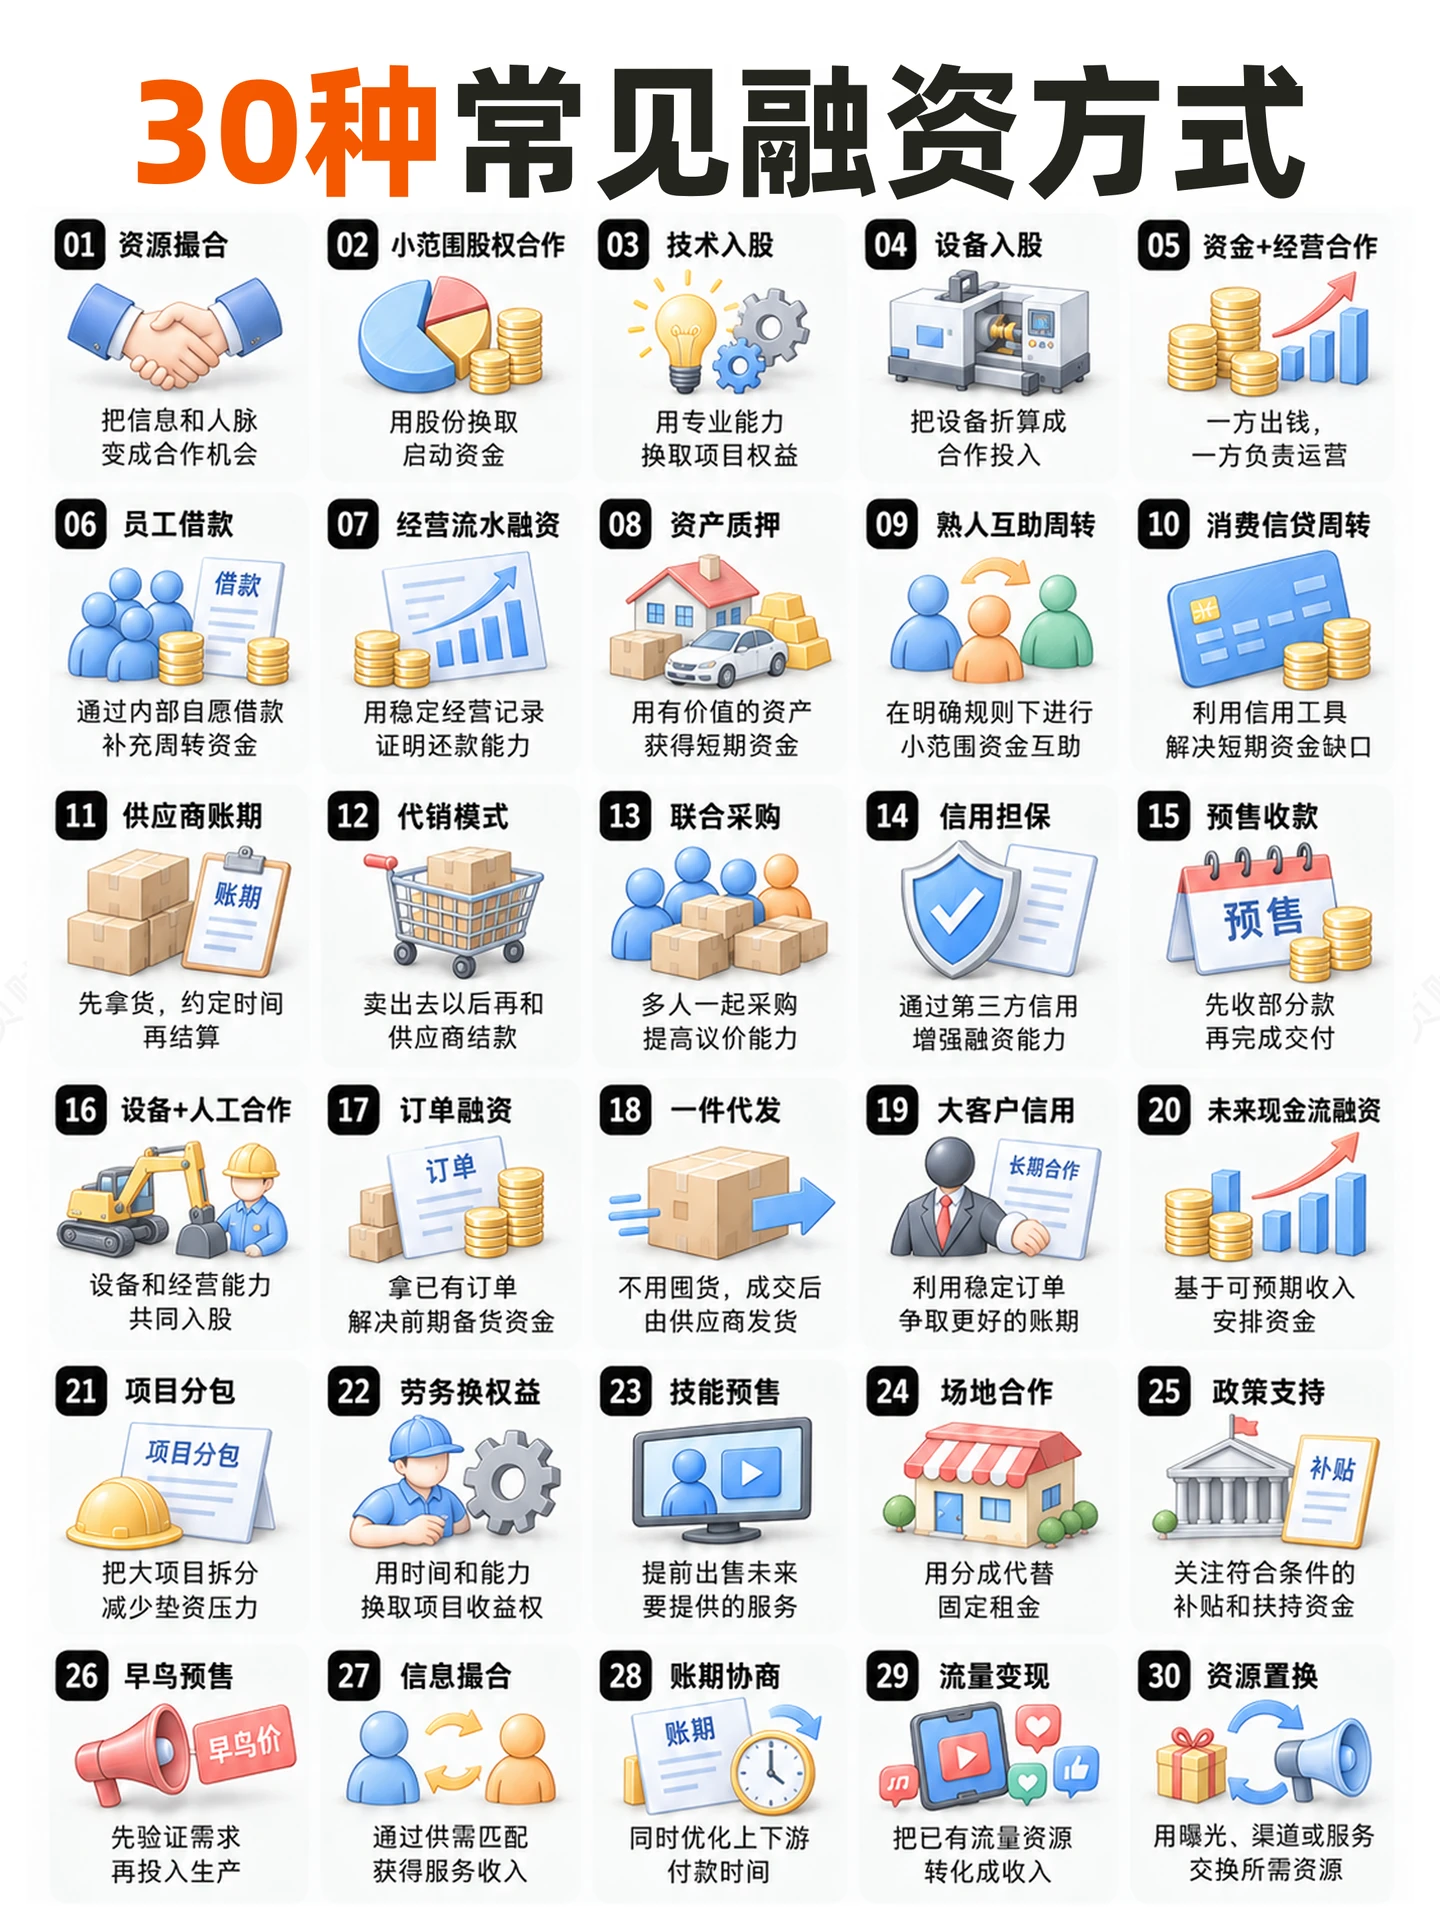 30种常见融资方式
01 资源撮合
把信息和人脉
变成合作机会
02 小范围股权合作
用股份换取
启动资金
03 技术入股
用专业能力
换取项目权益
04 设备入股
把设备折算成
合作投入
05 资金+经营合作
一方出钱，
一方负责运营
06 员工借款
借款
通过内部自愿借款
补充周转资金
07 经营流水融资
用稳定经营记录
证明还款能力
08 资产质押
用有价值的资产
获得短期资金
09 熟人互助周转
在明确规则下进行
小范围资金互助
10 消费信贷周转
利用信用工具
解决短期资金缺口
11 供应商账期
账期
先拿货，约定时间
再结算
12 代销模式
卖出去以后再和
供应商结款
13 联合采购
多人一起采购
提高议价能力
14 信用担保
通过第三方信用
增强融资能力
15 预售收款
预售
先收部分款
再完成交付
16 设备+人工合作
设备和经营能力
共同入股
17 订单融资
订单
拿已有订单
解决前期备货资金
18 一件代发
不用囤货，成交后
由供应商发货
19 大客户信用
长期合作
利用稳定订单
争取更好的账期
20 未来现金流融资
基于可预期收入
安排资金
21 项目分包
项目分包
把大项目拆分
减少垫资压力
22 劳务换权益
用时间和能力
换取项目收益权
23 技能预售
提前出售未来
要提供的服务
24 场地合作
用分成代替
固定租金
25 政策支持
补贴
关注符合条件的
补贴和扶持资金
26 早鸟预售
早鸟价
先验证需求
再投入生产
27 信息撮合
通过供需匹配
获得服务收入
28 账期协商
账期
同时优化上下游
付款时间
29 流量变现
把已有流量资源
转化成收入
30 资源置换
用曝光、渠道或服务
交换所需资源